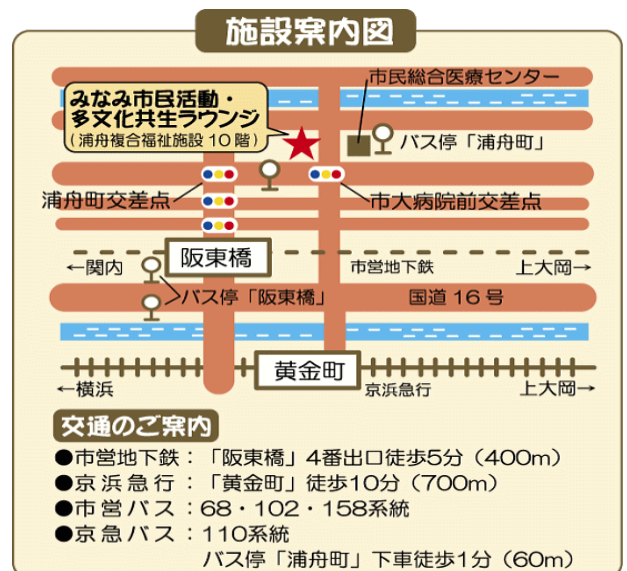 施設案内図
市民総合医療センター
みなみ市民活動・
多文化共生ラウンジ
(浦舟複合福祉施設10階)
バス停「浦舟町」
浦舟町交差点
市大病院前交差点
阪東橋
←関内
市営地下鉄
上大岡→
バス停「阪東橋」
国道16号
黄金町
←横浜
京浜急行
上大岡→
交通のご案内
●市営地下鉄：「阪東橋」4番出口徒歩5分（400m）
●京浜急行：「黄金町」徒歩10分（700m）
●市営バス：68・102・158系統
●京急バス：110系統
バス停「浦舟町」下車徒歩1分（60m）